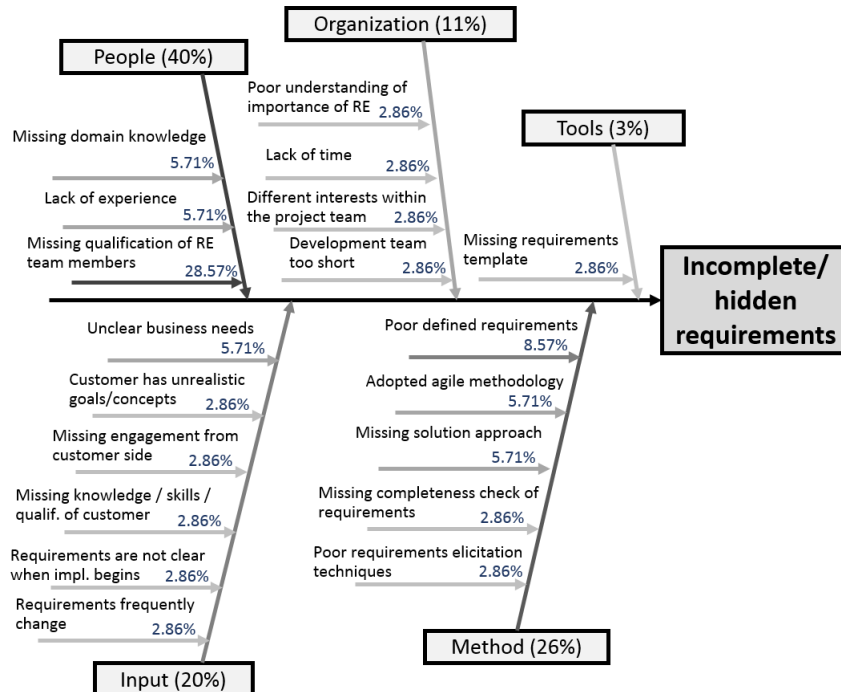 Organization (11%)
People (40%)
Poor understanding of
importance of RE
2.86%
Tools (3%)
Missing domain knowledge
5.71%
Lack of time
2.86%
Lack of experience
5.71%
Different interests within
the project team
2.86%
Missing qualification of RE
team members
28.57%
Development team
too short
2.86%
Missing requirements
template
2.86%
Incomplete/
hidden
requirements
Unclear business needs
5.71%
Poor defined requirements
8.57%
Customer has unrealistic
goals/concepts
2.86%
Adopted agile methodology
5.71%
Missing engagement from
customer side
2.86%
Missing solution approach
5.71%
Missing knowledge / skills /
qualif. of customer
2.86%
Missing completeness check of
requirements
2.86%
Requirements are not clear
when impl. begins
2.86%
Poor requirements elicitation
techniques
2.86%
Requirements frequently
change
2.86%
Method (26%)
Input (20%)